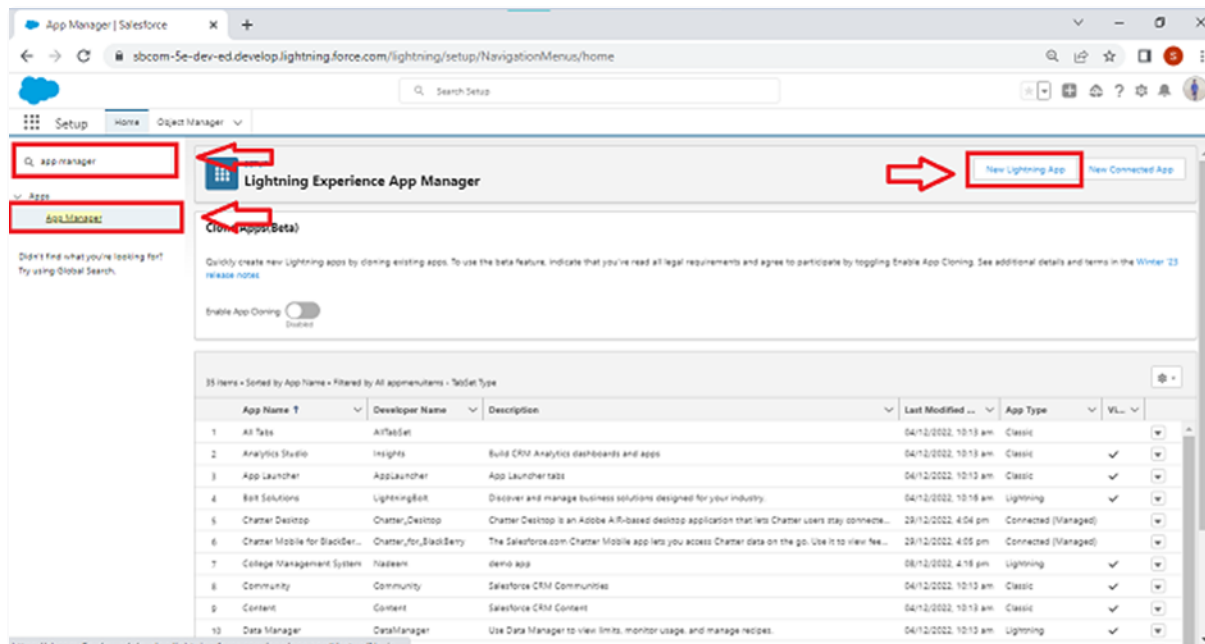 App Manager | Salesforce
sbcom-5e-dev-ed.develop.lightning.force.com/lightning/setup/NavigationMenus/home
S
Search Setup
Setup
Home
Object Manager
app manager
Apps
App Manager
Didn't find what you're looking for?
Try using Global Search.
SETUP
Lightning Experience App Manager
New Lightning App
New Connected App
Clone Apps(Beta)
Quickly create new Lightning apps by cloning existing apps. To use the beta feature, indicate that you've read all legal requirements and agree to participate by toggling Enable App Cloning. See additional details and terms in the Winter '23
release notes
Enable App Cloning
Disabled
35 items • Sorted by App Name • Filtered by All appmenuitems - TabSet Type
App Name ↑ Developer Name Description Last Modified ... App Type Vi...
1 All Tabs AllTabSet 04/12/2022, 10:13 am Classic
2 Analytics Studio Insights Build CRM Analytics dashboards and apps 04/12/2022, 10:13 am Classic
3 App Launcher AppLauncher App Launcher tabs 04/12/2022, 10:13 am Classic
4 Bolt Solutions LightningBolt Discover and manage business solutions designed for your industry. 04/12/2022, 10:16 am Lightning
5 Chatter Desktop Chatter_Desktop Chatter Desktop is an Adobe AIR-based desktop application that lets Chatter users stay connecte... 29/12/2022, 4:04 pm Connected (Managed)
6 Chatter Mobile for BlackBer... Chatter_for_BlackBerry The Salesforce.com Chatter Mobile app lets you access Chatter data on the go. Use it to view fee... 29/12/2022, 4:05 pm Connected (Managed)
7 College Management System Nadeem demo app 08/12/2022, 4:16 pm Lightning
8 Community Community Salesforce CRM Communities 04/12/2022, 10:13 am Classic
9 Content Content Salesforce CRM Content 04/12/2022, 10:13 am Classic
10 Data Manager DataManager Use Data Manager to view limits, monitor usage, and manage recipes. 04/12/2022, 10:13 am Lightning